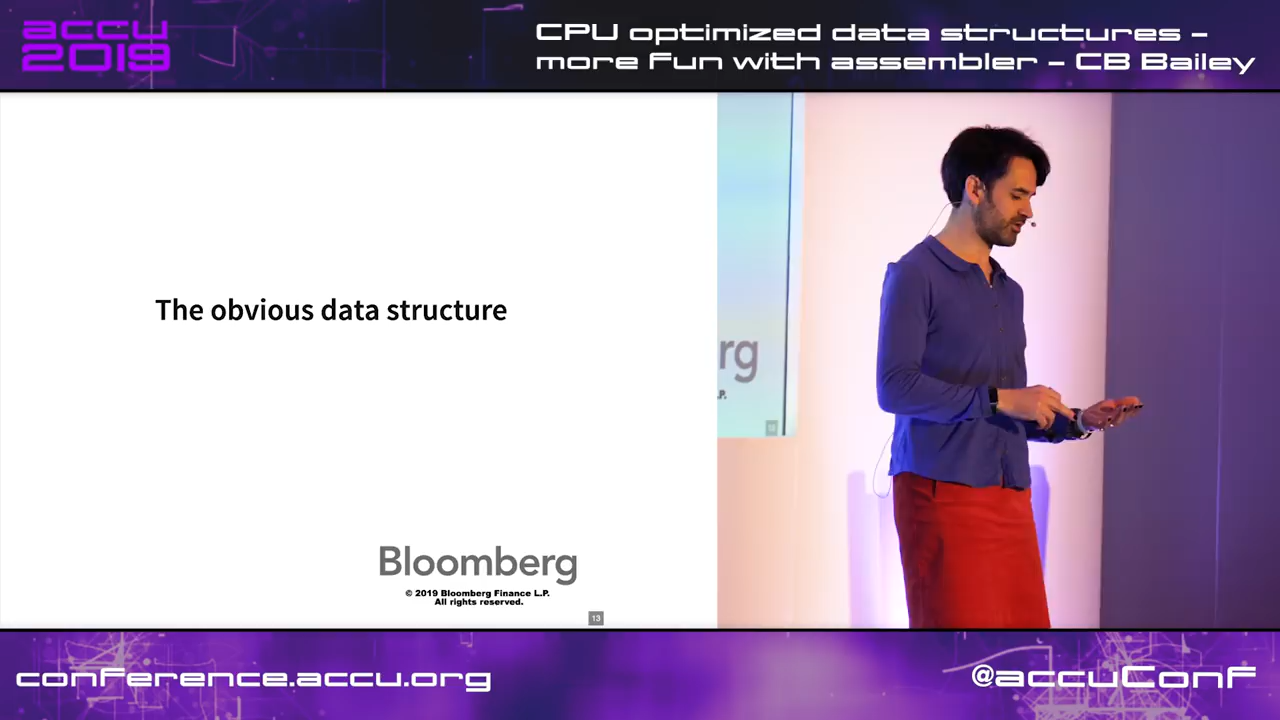 accu
2019
CPU optimized data structures –
more fun with assembler – CB Bailey
The obvious data structure
Bloomberg
© 2019 Bloomberg Finance L.P.
All rights reserved.
13
rg
.P.
13
conference.accu.org
@accuConf